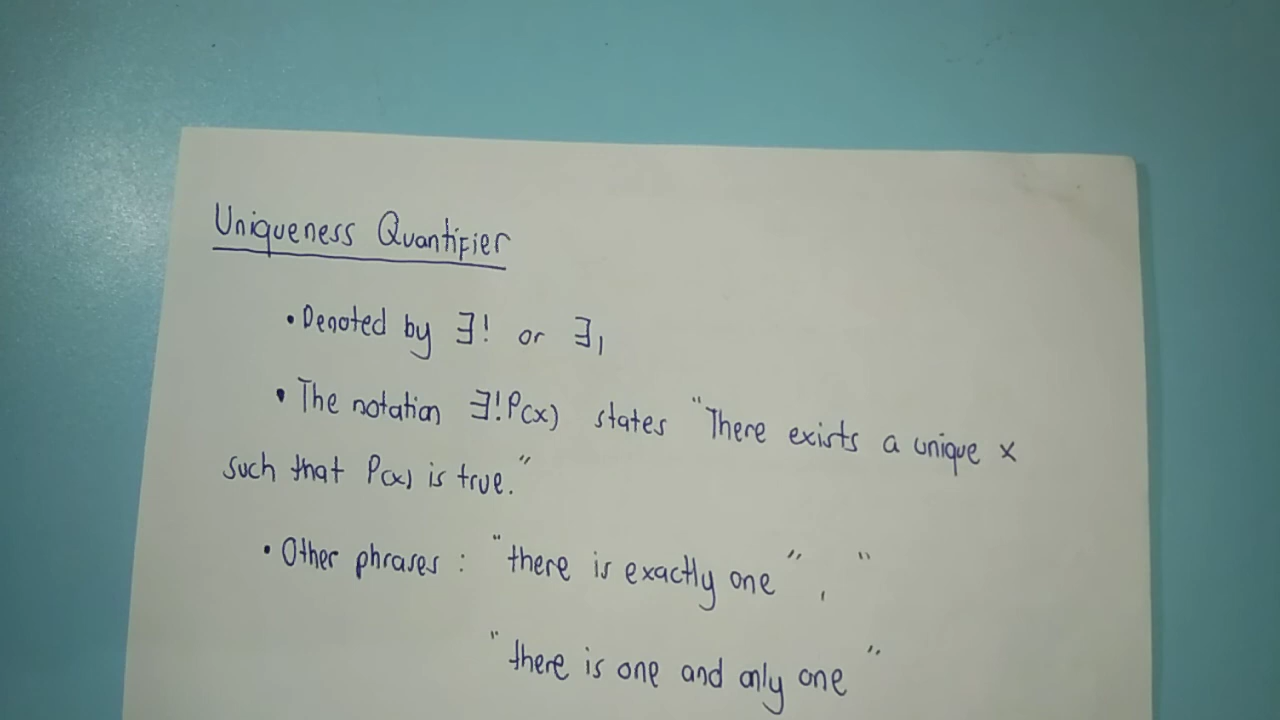 Uniqueness Quantifier
• Denoted by ∃! or ∃₁
• The notation ∃!P(x) states "There exists a unique x
such that P(x) is true."
• Other phrases : "there is exactly one", "
"there is one and only one"